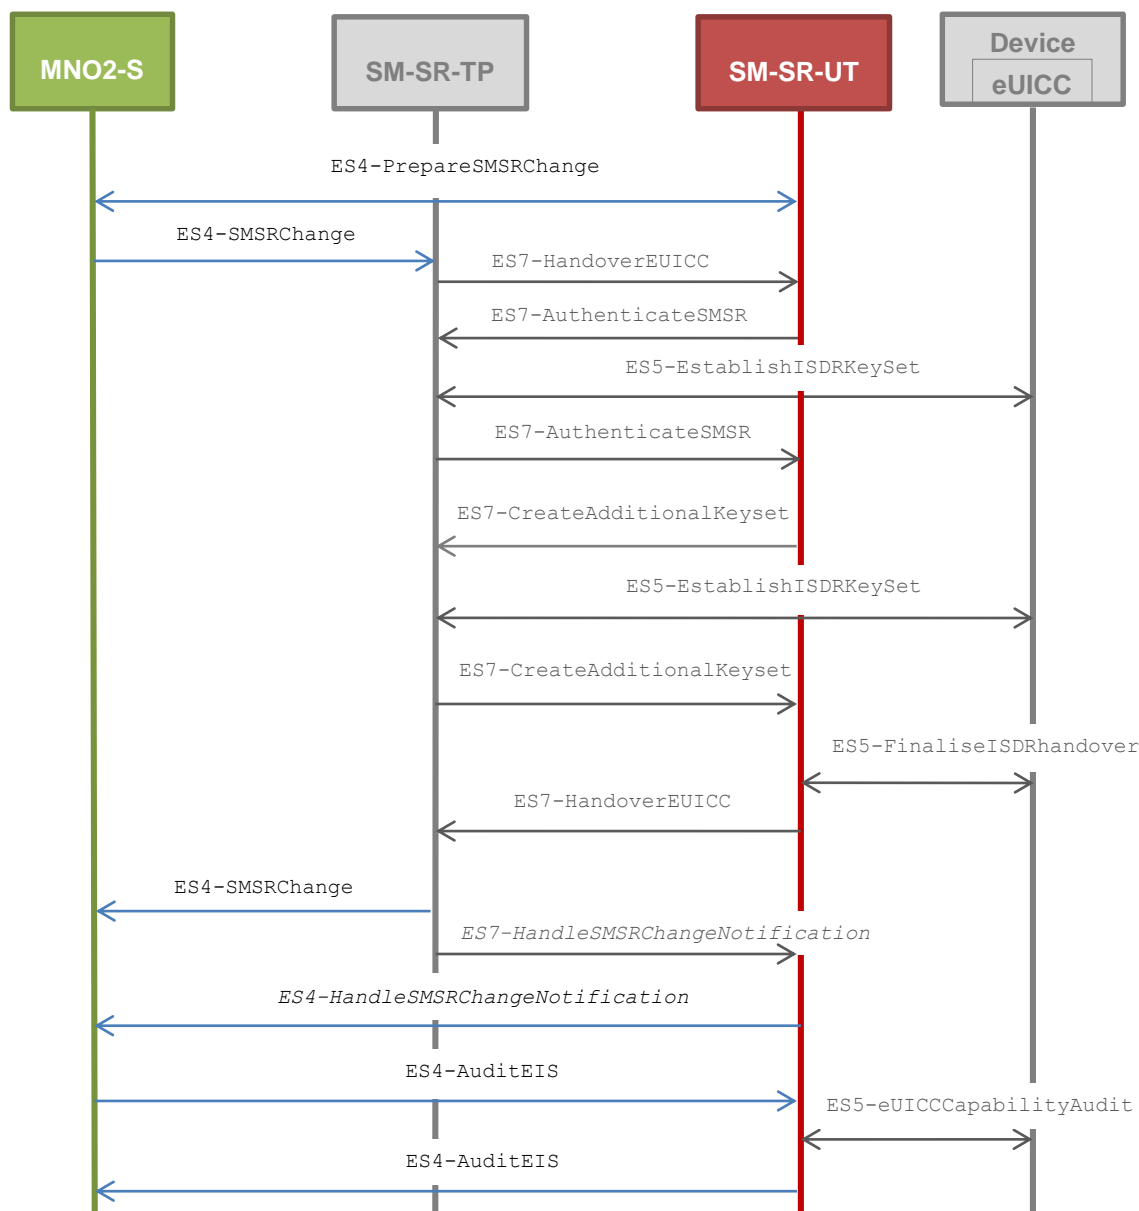 MNO2-S
SM-SR-TP
SM-SR-UT
Device
eUICC
ES4-PrepareSMSRChange
ES4-SMSRChange
ES7-HandoverEUICC
ES7-AuthenticateSMSR
ES5-EstablishISDRKeySet
ES7-AuthenticateSMSR
ES7-CreateAdditionalKeyset
ES5-EstablishISDRKeySet
ES7-CreateAdditionalKeyset
ES5-FinaliseISDRhandover
ES7-HandoverEUICC
ES4-SMSRChange
ES7-HandleSMSRChangeNotification
ES4-HandleSMSRChangeNotification
ES4-AuditEIS
ES5-eUICCCapabilityAudit
ES4-AuditEIS